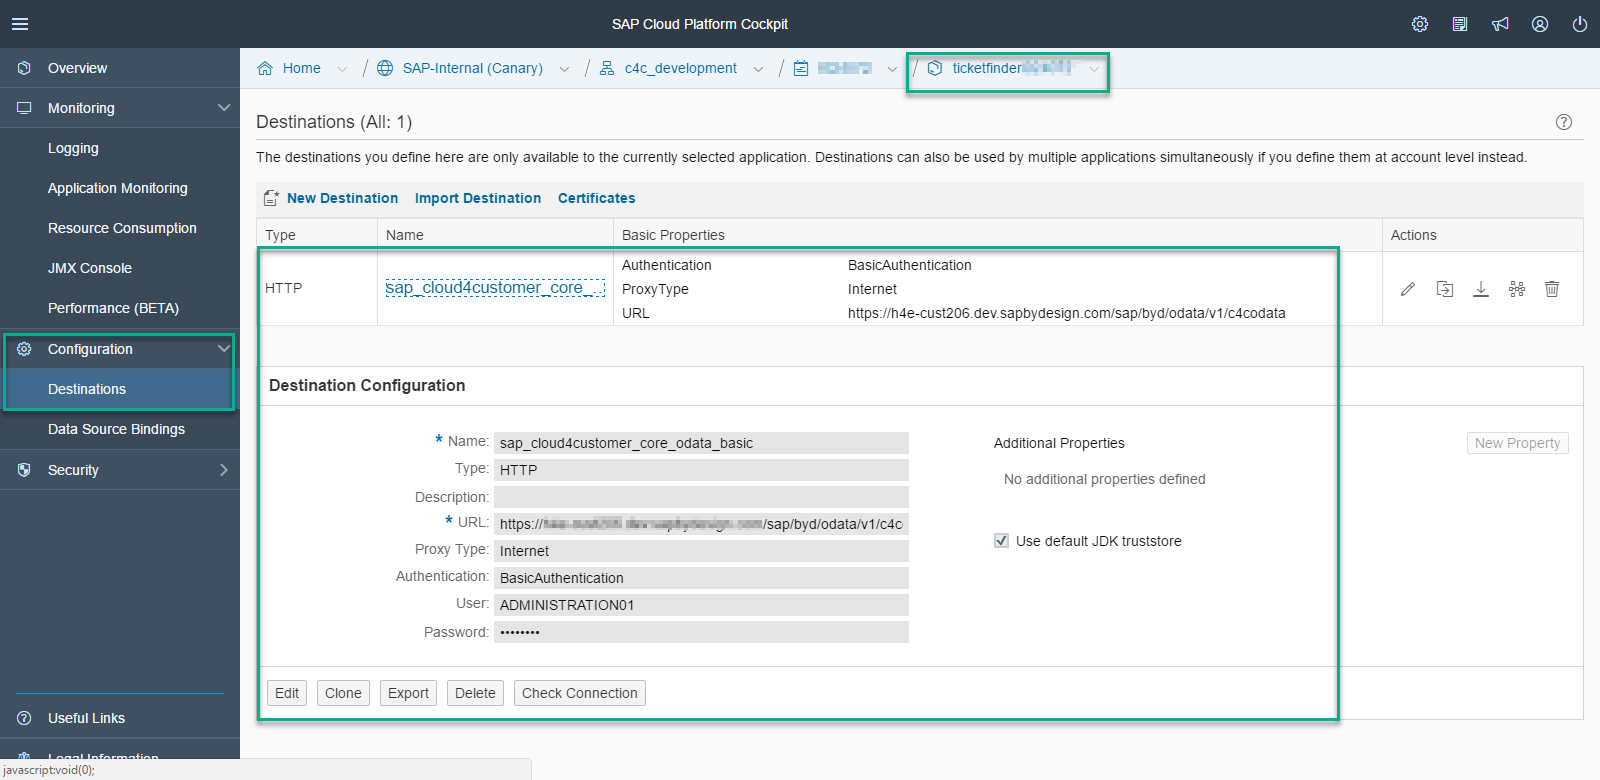 SAP Cloud Platform Cockpit
Overview
Monitoring
Logging
Application Monitoring
Resource Consumption
JMX Console
Performance (BETA)
Configuration
Destinations
Data Source Bindings
Security
Useful Links
Legal Information
javascript:void(0);
Home / SAP-Internal (Canary) / c4c_development / / ticketfinder
Destinations (All: 1)
The destinations you define here are only available to the currently selected application. Destinations can also be used by multiple applications simultaneously if you define them at account level instead.
New Destination Import Destination Certificates
Type Name Basic Properties Actions
HTTP sap_cloud4customer_core_...
Authentication BasicAuthentication
ProxyType Internet
URL https://h4e-cust206.dev.sapbydesign.com/sap/byd/odata/v1/c4codata
Destination Configuration
* Name: sap_cloud4customer_core_odata_basic
Type: HTTP
Description:
* URL: https:///sap/byd/odata/v1/c4c
Proxy Type: Internet
Authentication: BasicAuthentication
User: ADMINISTRATION01
Password: ••••••••
Additional Properties
New Property
No additional properties defined
Use default JDK truststore
Edit Clone Export Delete Check Connection